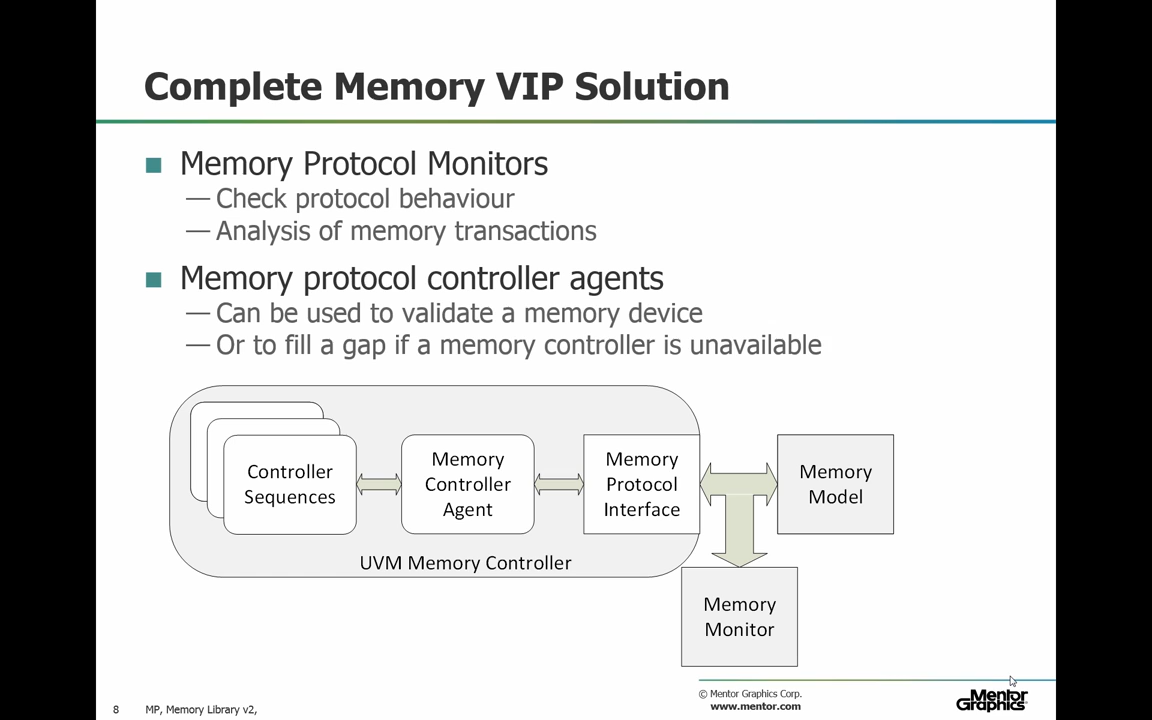 Complete Memory VIP Solution
Memory Protocol Monitors
— Check protocol behaviour
— Analysis of memory transactions
Memory protocol controller agents
— Can be used to validate a memory device
— Or to fill a gap if a memory controller is unavailable
Controller
Sequences
Memory
Controller
Agent
Memory
Protocol
Interface
Memory
Model
UVM Memory Controller
Memory
Monitor
8 MP, Memory Library v2,
© Mentor Graphics Corp.
www.mentor.com
Mentor
Graphics